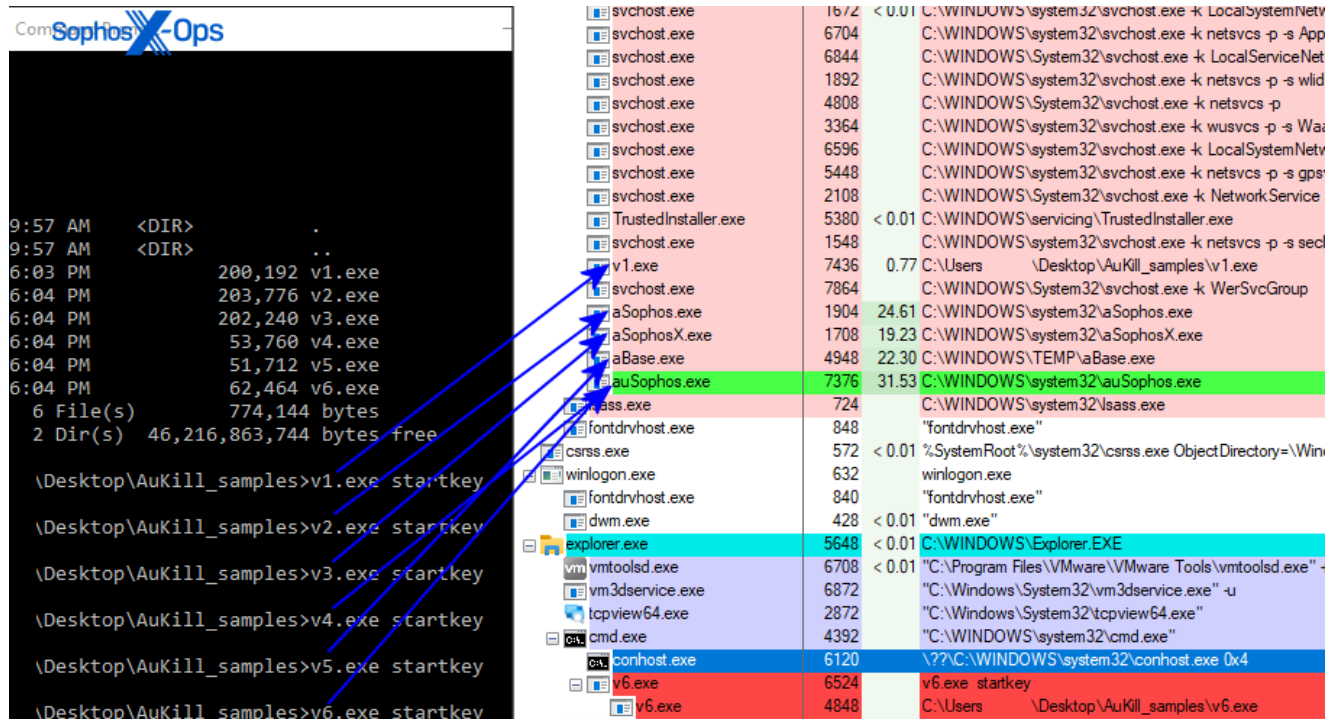 Com
Sophos X-Ops
9:57 AM <DIR> .
9:57 AM <DIR> ..
6:03 PM 200,192 v1.exe
6:04 PM 203,776 v2.exe
6:04 PM 202,240 v3.exe
6:04 PM 53,760 v4.exe
6:04 PM 51,712 v5.exe
6:04 PM 62,464 v6.exe
6 File(s) 774,144 bytes
2 Dir(s) 46,216,863,744 bytes free
\Desktop\AuKill_samples>v1.exe startkey
\Desktop\AuKill_samples>v2.exe startkey
\Desktop\AuKill_samples>v3.exe startkey
\Desktop\AuKill_samples>v4.exe startkey
\Desktop\AuKill_samples>v5.exe startkey
\Desktop\AuKill_samples>v6.exe startkey
svchost.exe 1672 < 0.01 C:\WINDOWS\system32\svchost.exe -k LocalSystemNetw
svchost.exe 6704 C:\WINDOWS\system32\svchost.exe -k netsvcs -p -s App
svchost.exe 6844 C:\WINDOWS\System32\svchost.exe -k LocalServiceNet
svchost.exe 1892 C:\WINDOWS\system32\svchost.exe -k netsvcs -p -s wlid
svchost.exe 4808 C:\WINDOWS\System32\svchost.exe -k netsvcs -p
svchost.exe 3364 C:\WINDOWS\system32\svchost.exe -k wusvcs -p -s Waa
svchost.exe 6596 C:\WINDOWS\system32\svchost.exe -k LocalSystemNetw
svchost.exe 5448 C:\WINDOWS\system32\svchost.exe -k netsvcs -p -s gps
svchost.exe 2108 C:\WINDOWS\System32\svchost.exe -k NetworkService
TrustedInstaller.exe 5380 < 0.01 C:\WINDOWS\servicing\TrustedInstaller.exe
svchost.exe 1548 C:\WINDOWS\system32\svchost.exe -k netsvcs -p -s secl
v1.exe 7436 0.77 C:\Users \Desktop\AuKill_samples\v1.exe
svchost.exe 7864 C:\WINDOWS\System32\svchost.exe -k WerSvcGroup
aSophos.exe 1904 24.61 C:\WINDOWS\system32\aSophos.exe
aSophosX.exe 1708 19.23 C:\WINDOWS\system32\aSophosX.exe
aBase.exe 4948 22.30 C:\WINDOWS\TEMP\aBase.exe
auSophos.exe 7376 31.53 C:\WINDOWS\system32\auSophos.exe
lsass.exe 724 C:\WINDOWS\system32\lsass.exe
fontdrvhost.exe 848 "fontdrvhost.exe"
csrss.exe 572 < 0.01 %SystemRoot%\system32\csrss.exe ObjectDirectory=\Wind
winlogon.exe 632 winlogon.exe
fontdrvhost.exe 840 "fontdrvhost.exe"
dwm.exe 428 < 0.01 "dwm.exe"
explorer.exe 5648 < 0.01 C:\WINDOWS\Explorer.EXE
vm vmtoolsd.exe 6708 < 0.01 "C:\Program Files\VMware\VMware Tools\vmtoolsd.exe" -
vm3dservice.exe 6872 "C:\Windows\System32\vm3dservice.exe" -u
tcpview64.exe 2872 "C:\Windows\System32\tcpview64.exe"
cmd.exe 4392 "C:\WINDOWS\system32\cmd.exe"
conhost.exe 6120 \??\C:\WINDOWS\system32\conhost.exe 0x4
v6.exe 6524 v6.exe startkey
v6.exe 4848 C:\Users \Desktop\AuKill_samples\v6.exe